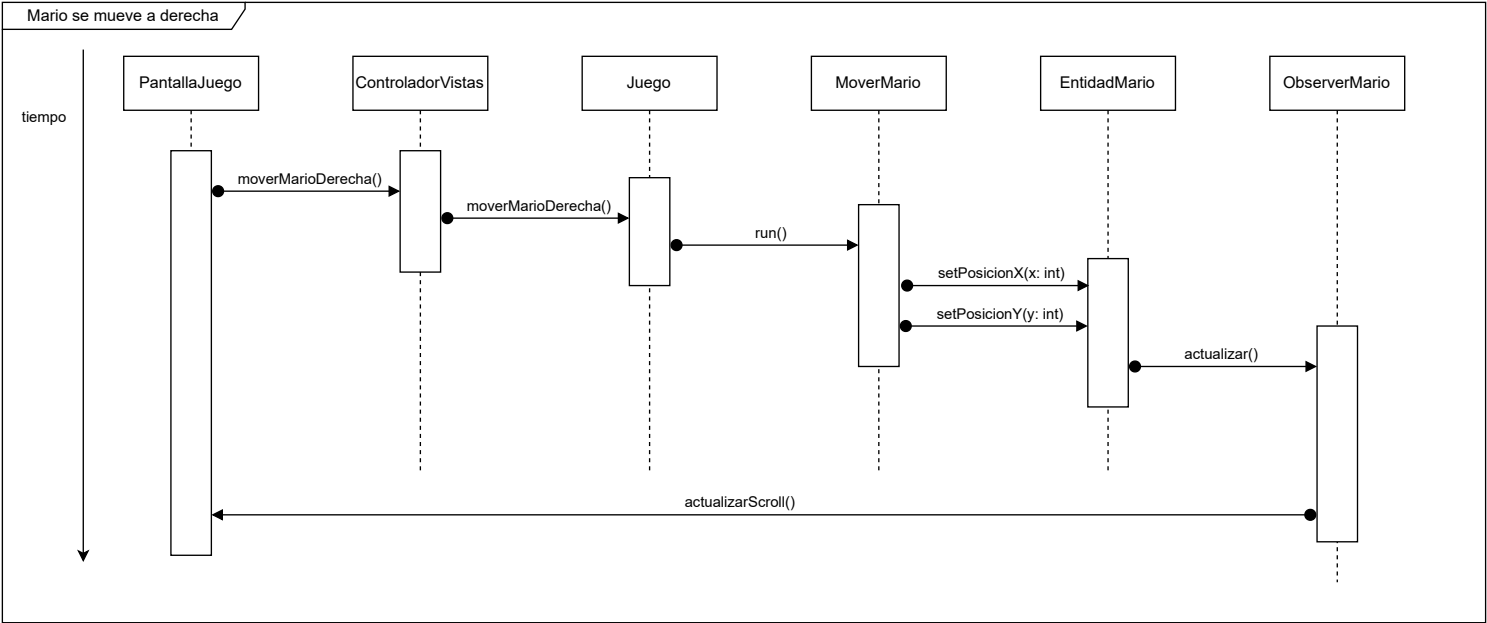 Mario se mueve a derecha
PantallaJuego
ControladorVistas
Juego
MoverMario
EntidadMario
ObserverMario
tiempo
moverMarioDerecha()
moverMarioDerecha()
run()
setPosicionX(x: int)
setPosicionY(y: int)
actualizar()
actualizarScroll()